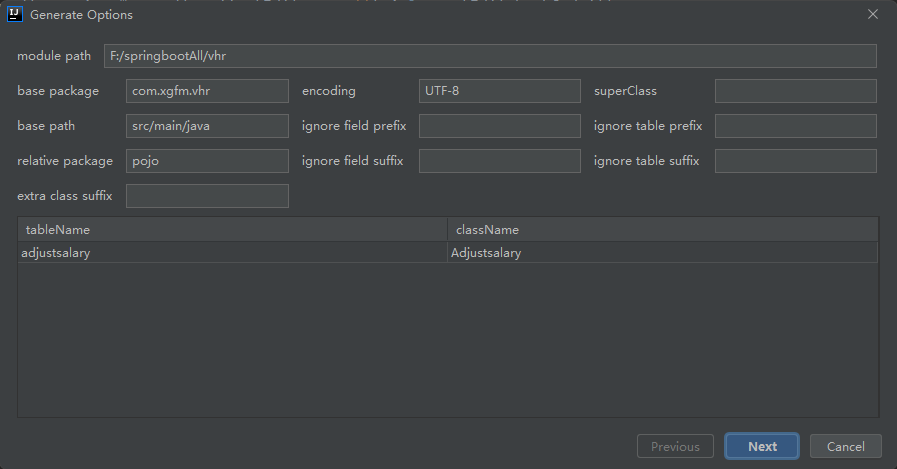 IJ Generate Options
module path F:/springbootAll/vhr
base package com.xgfm.vhr encoding UTF-8 superClass
base path src/main/java ignore field prefix ignore table prefix
relative package pojo ignore field suffix ignore table suffix
extra class suffix
tableName className
adjustsalary Adjustsalary
Previous Next Cancel